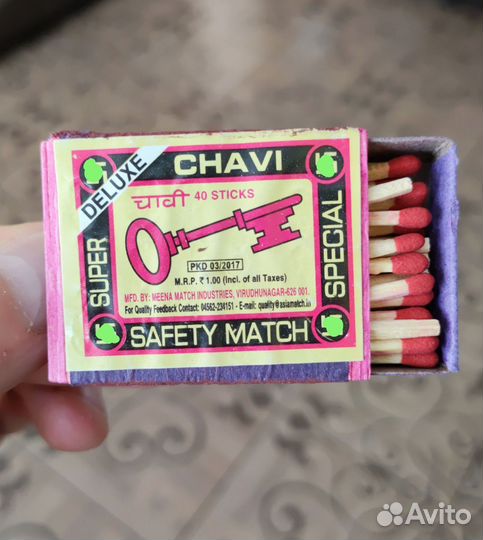 DELUXE
CHAVI
चावी 40 STICKS
SUPER
SPECIAL
PKD 03/2017
M.R.P. ₹ 1.00 (Incl. of all Taxes)
MFD. BY: MEENA MATCH INDUSTRIES, VIRUDHUNAGAR-626 001.
For Quality Feedback Contact: 04562-234151 - E-mail: quality@asiamatch.in
SAFETY MATCH
Avito